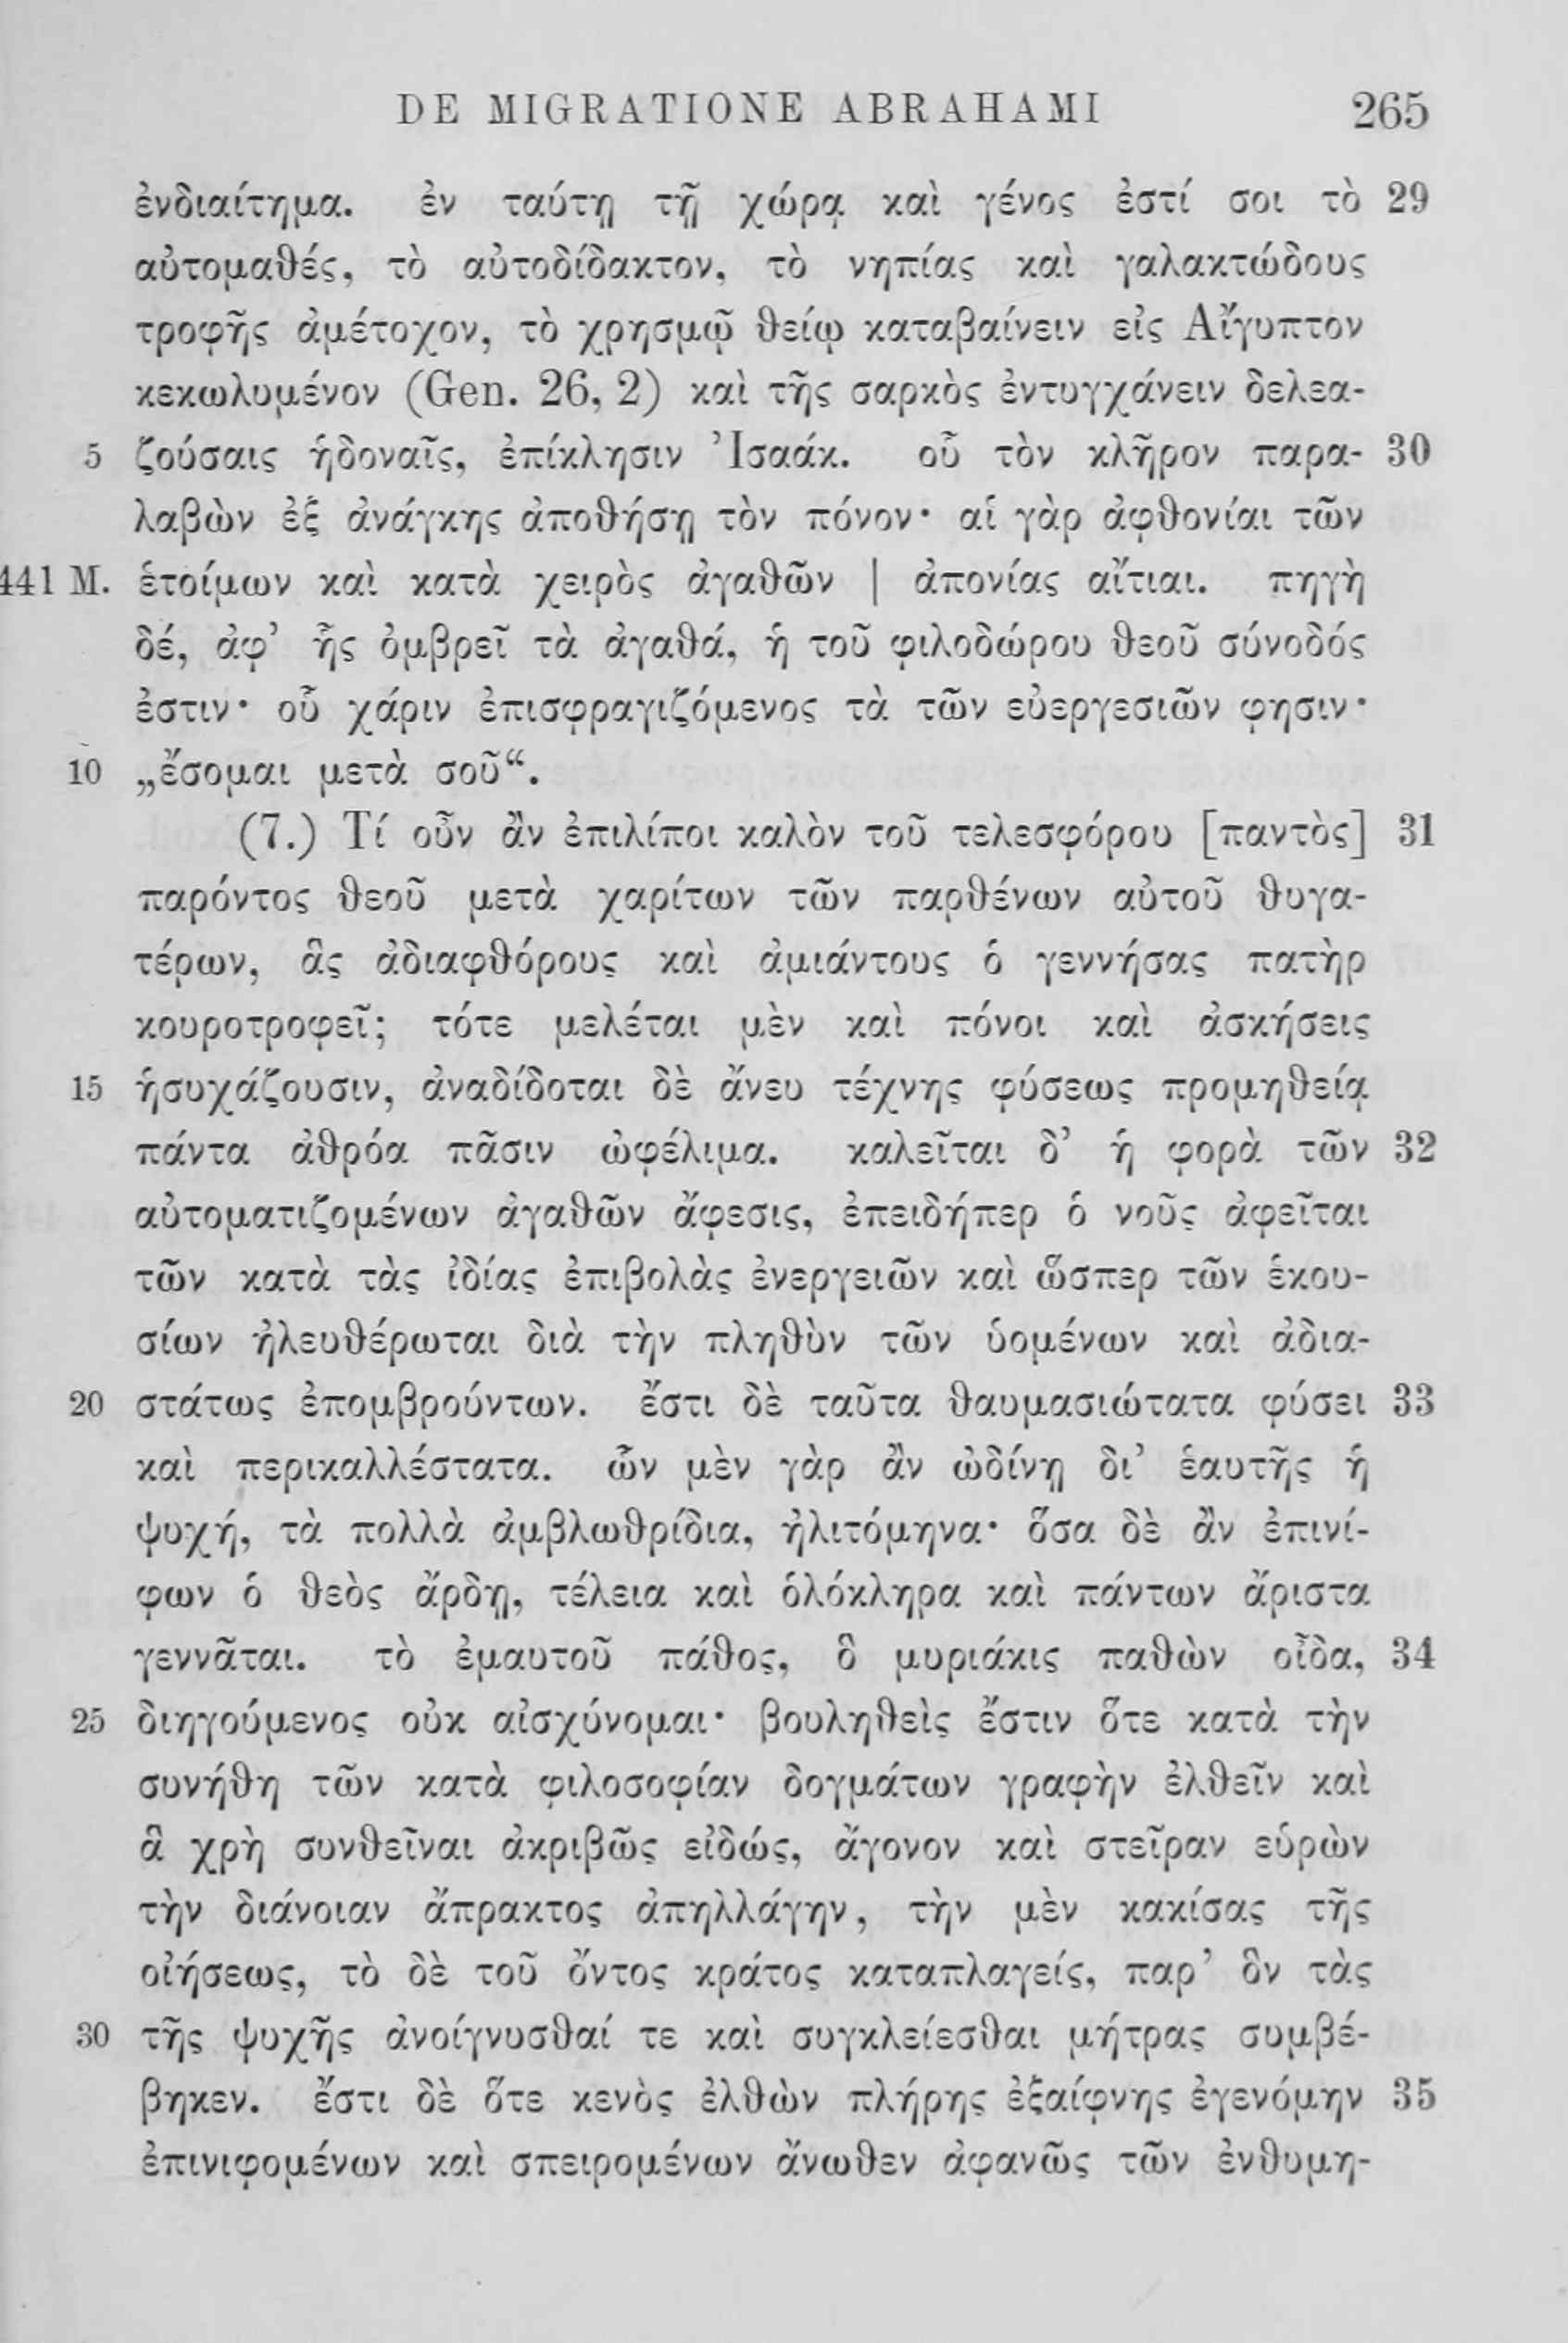 DE MIGRATIONE ABRAHAMI 265
ἐνδιαίτημα. ἐν ταύτῃ τῇ χώρᾳ καὶ γένος ἐστί σοι τὸ 29
αὐτομαθές, τὸ αὐτοδίδακτον, τὸ νηπίας καὶ γαλακτώδους
τροφῆς ἀμέτοχον, τὸ χρησμῷ θείῳ καταβαίνειν εἰς Αἴγυπτον
κεκωλυμένον (Gen. 26, 2) καὶ τῆς σαρκὸς ἐντυγχάνειν δελεα-
5 ζούσαις ἡδοναῖς, ἐπίκλησιν Ἰσαάκ. οὗ τὸν κλῆρον παρα- 30
λαβὼν ἐξ ἀνάγκης ἀποθήσῃ τὸν πόνον· αἱ γὰρ ἀφθονίαι τῶν
441 M. ἑτοίμων καὶ κατὰ χειρὸς ἀγαθῶν | ἀπονίας αἴτιαι. πηγὴ
δέ, ἀφ’ ἧς ὀμβρεῖ τὰ ἀγαθά, ἡ τοῦ φιλοδώρου θεοῦ σύνοδός
ἐστιν· οὗ χάριν ἐπισφραγιζόμενος τὰ τῶν εὐεργεσιῶν φησιν·
10 „ἔσομαι μετὰ σοῦ“.
(7.) Τί οὖν ἂν ἐπιλίποι καλὸν τοῦ τελεσφόρου [παντὸς] 31
παρόντος θεοῦ μετὰ χαρίτων τῶν παρθένων αὐτοῦ θυγα-
τέρων, ἃς ἀδιαφθόρους καὶ ἀμιάντους ὁ γεννήσας πατὴρ
κουροτροφεῖ; τότε μελέται μὲν καὶ πόνοι καὶ ἀσκήσεις
15 ἡσυχάζουσιν, ἀναδίδοται δὲ ἄνευ τέχνης φύσεως προμηθείᾳ
πάντα ἀθρόα πᾶσιν ὠφέλιμα. καλεῖται δ’ ἡ φορὰ τῶν 32
αὐτοματιζομένων ἀγαθῶν ἄφεσις, ἐπειδήπερ ὁ νοῦς ἀφεῖται
τῶν κατὰ τὰς ἰδίας ἐπιβολὰς ἐνεργειῶν καὶ ὥσπερ τῶν ἑκου-
σίων ἠλευθέρωται διὰ τὴν πληθὺν τῶν ὑομένων καὶ ἀδια-
20 στάτως ἐπομβρούντων. ἔστι δὲ ταῦτα θαυμασιώτατα φύσει 33
καὶ περικαλλέστατα. ὧν μὲν γὰρ ἂν ὠδίνῃ δι’ ἑαυτῆς ἡ
ψυχή, τὰ πολλὰ ἀμβλωθρίδια, ἠλιτόμηνα· ὅσα δὲ ἂν ἐπινί-
φων ὁ θεὸς ἄρδῃ, τέλεια καὶ ὁλόκληρα καὶ πάντων ἄριστα
γεννᾶται. τὸ ἐμαυτοῦ πάθος, ὃ μυριάκις παθὼν οἶδα, 34
25 διηγούμενος οὐκ αἰσχύνομαι· βουληθεὶς ἔστιν ὅτε κατὰ τὴν
συνήθη τῶν κατὰ φιλοσοφίαν δογμάτων γραφὴν ἐλθεῖν καὶ
ἃ χρὴ συνθεῖναι ἀκριβῶς εἰδώς, ἄγονον καὶ στεῖραν εὑρὼν
τὴν διάνοιαν ἄπρακτος ἀπηλλάγην, τὴν μὲν κακίσας τῆς
οἰήσεως, τὸ δὲ τοῦ ὄντος κράτος καταπλαγείς, παρ’ ὃν τὰς
30 τῆς ψυχῆς ἀνοίγνυσθαί τε καὶ συγκλείεσθαι μήτρας συμβέ-
βηκεν. ἔστι δὲ ὅτε κενὸς ἐλθὼν πλήρης ἐξαίφνης ἐγενόμην 35
ἐπινιφομένων καὶ σπειρομένων ἄνωθεν ἀφανῶς τῶν ἐνθυμη-